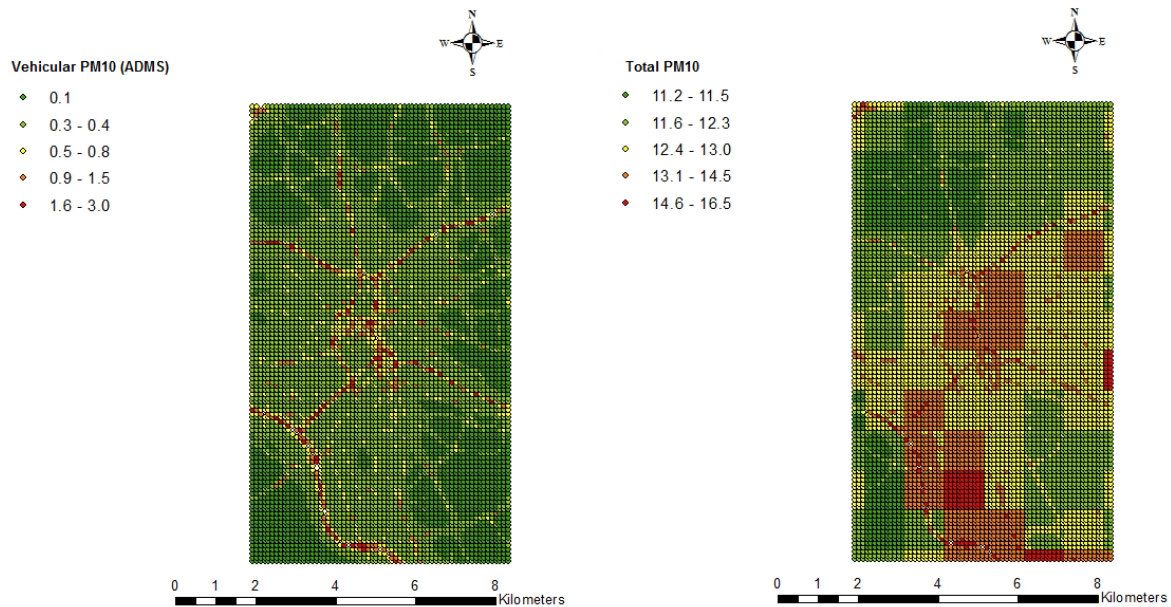 N
W E
S
Vehicular PM10 (ADMS)
0.1
0.3 - 0.4
0.5 - 0.8
0.9 - 1.5
1.6 - 3.0
0 1 2 4 6 8
Kilometers
N
W E
S
Total PM10
11.2 - 11.5
11.6 - 12.3
12.4 - 13.0
13.1 - 14.5
14.6 - 16.5
0 1 2 4 6 8
Kilometers